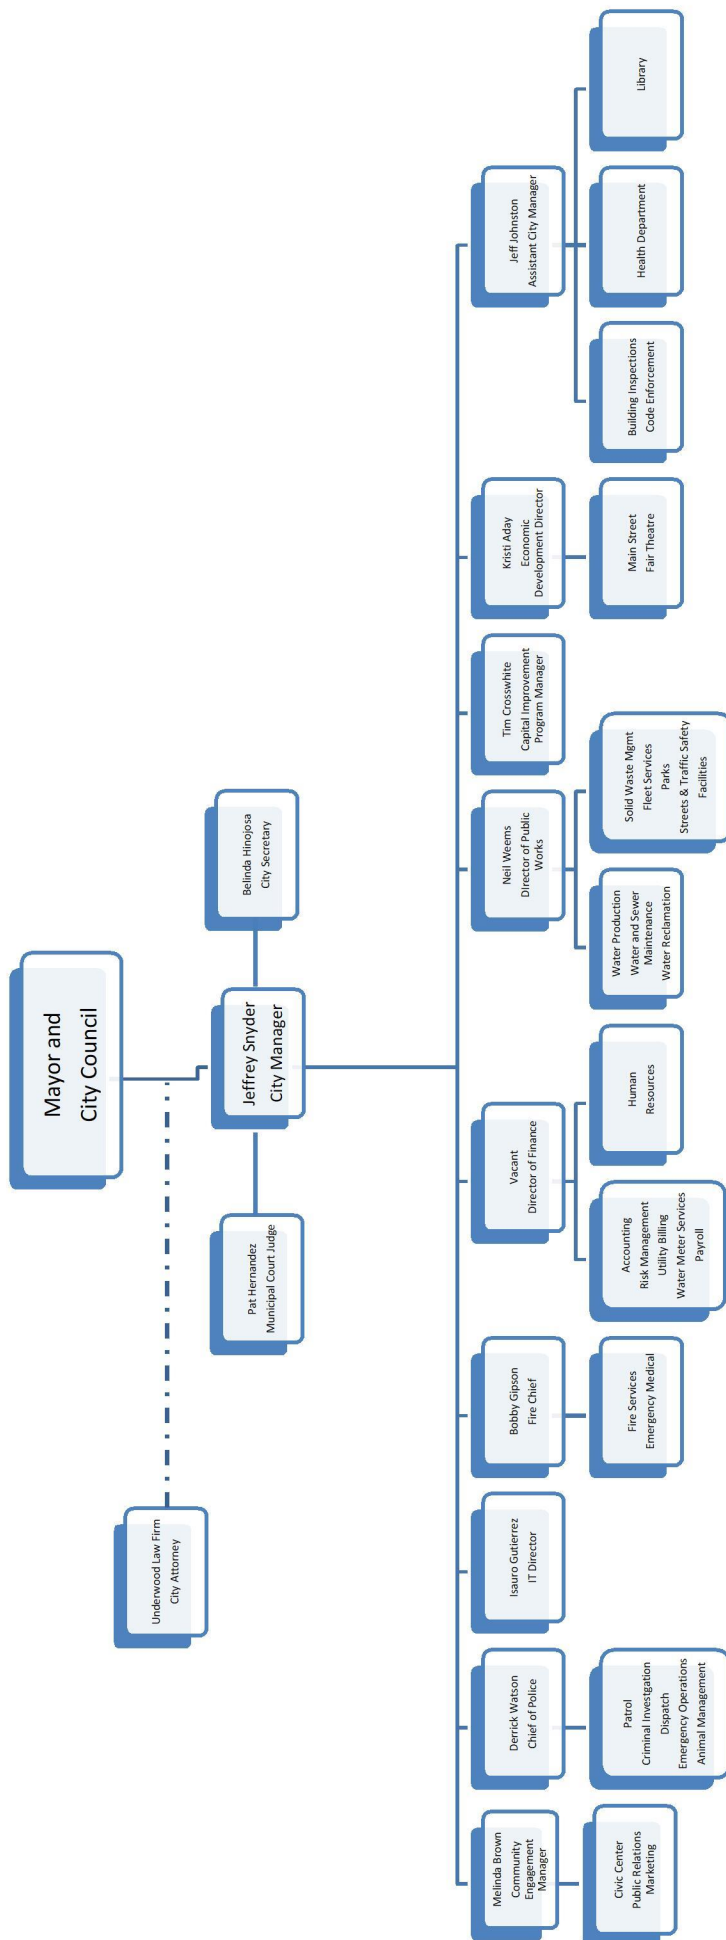 Mayor and
City Council
Underwood Law Firm
City Attorney
Jeffrey Snyder
City Manager
Pat Hernandez
Municipal Court Judge
Belinda Hinojosa
City Secretary
Melinda Brown
Community
Engagement
Manager
Derrick Watson
Chief of Police
Isauro Gutierrez
IT Director
Bobby Gipson
Fire Chief
Vacant
Director of Finance
Neil Weems
DIrector of Public
Works
Tim Crosswhite
Capital Improvement
Program Manager
Kristi Aday
Economic
Development Director
Jeff Johnston
Assistant City Manager
Civic Center
Public Relations
Marketing
Patrol
Criminal Investgation
Dispatch
Emergency Operations
Animal Management
Fire Services
Emergency Medical
Accounting
Risk Management
Utility Billing
Water Meter Services
Payroll
Human
Resources
Water Production
Water and Sewer
Maintenance
Water Reclamation
Solid Waste Mgmt
Fleet Services
Parks
Streets & Traffic Safety
Facilities
Main Street
Fair Theatre
Building Inspections
Code Enforcement
Health Department
Library